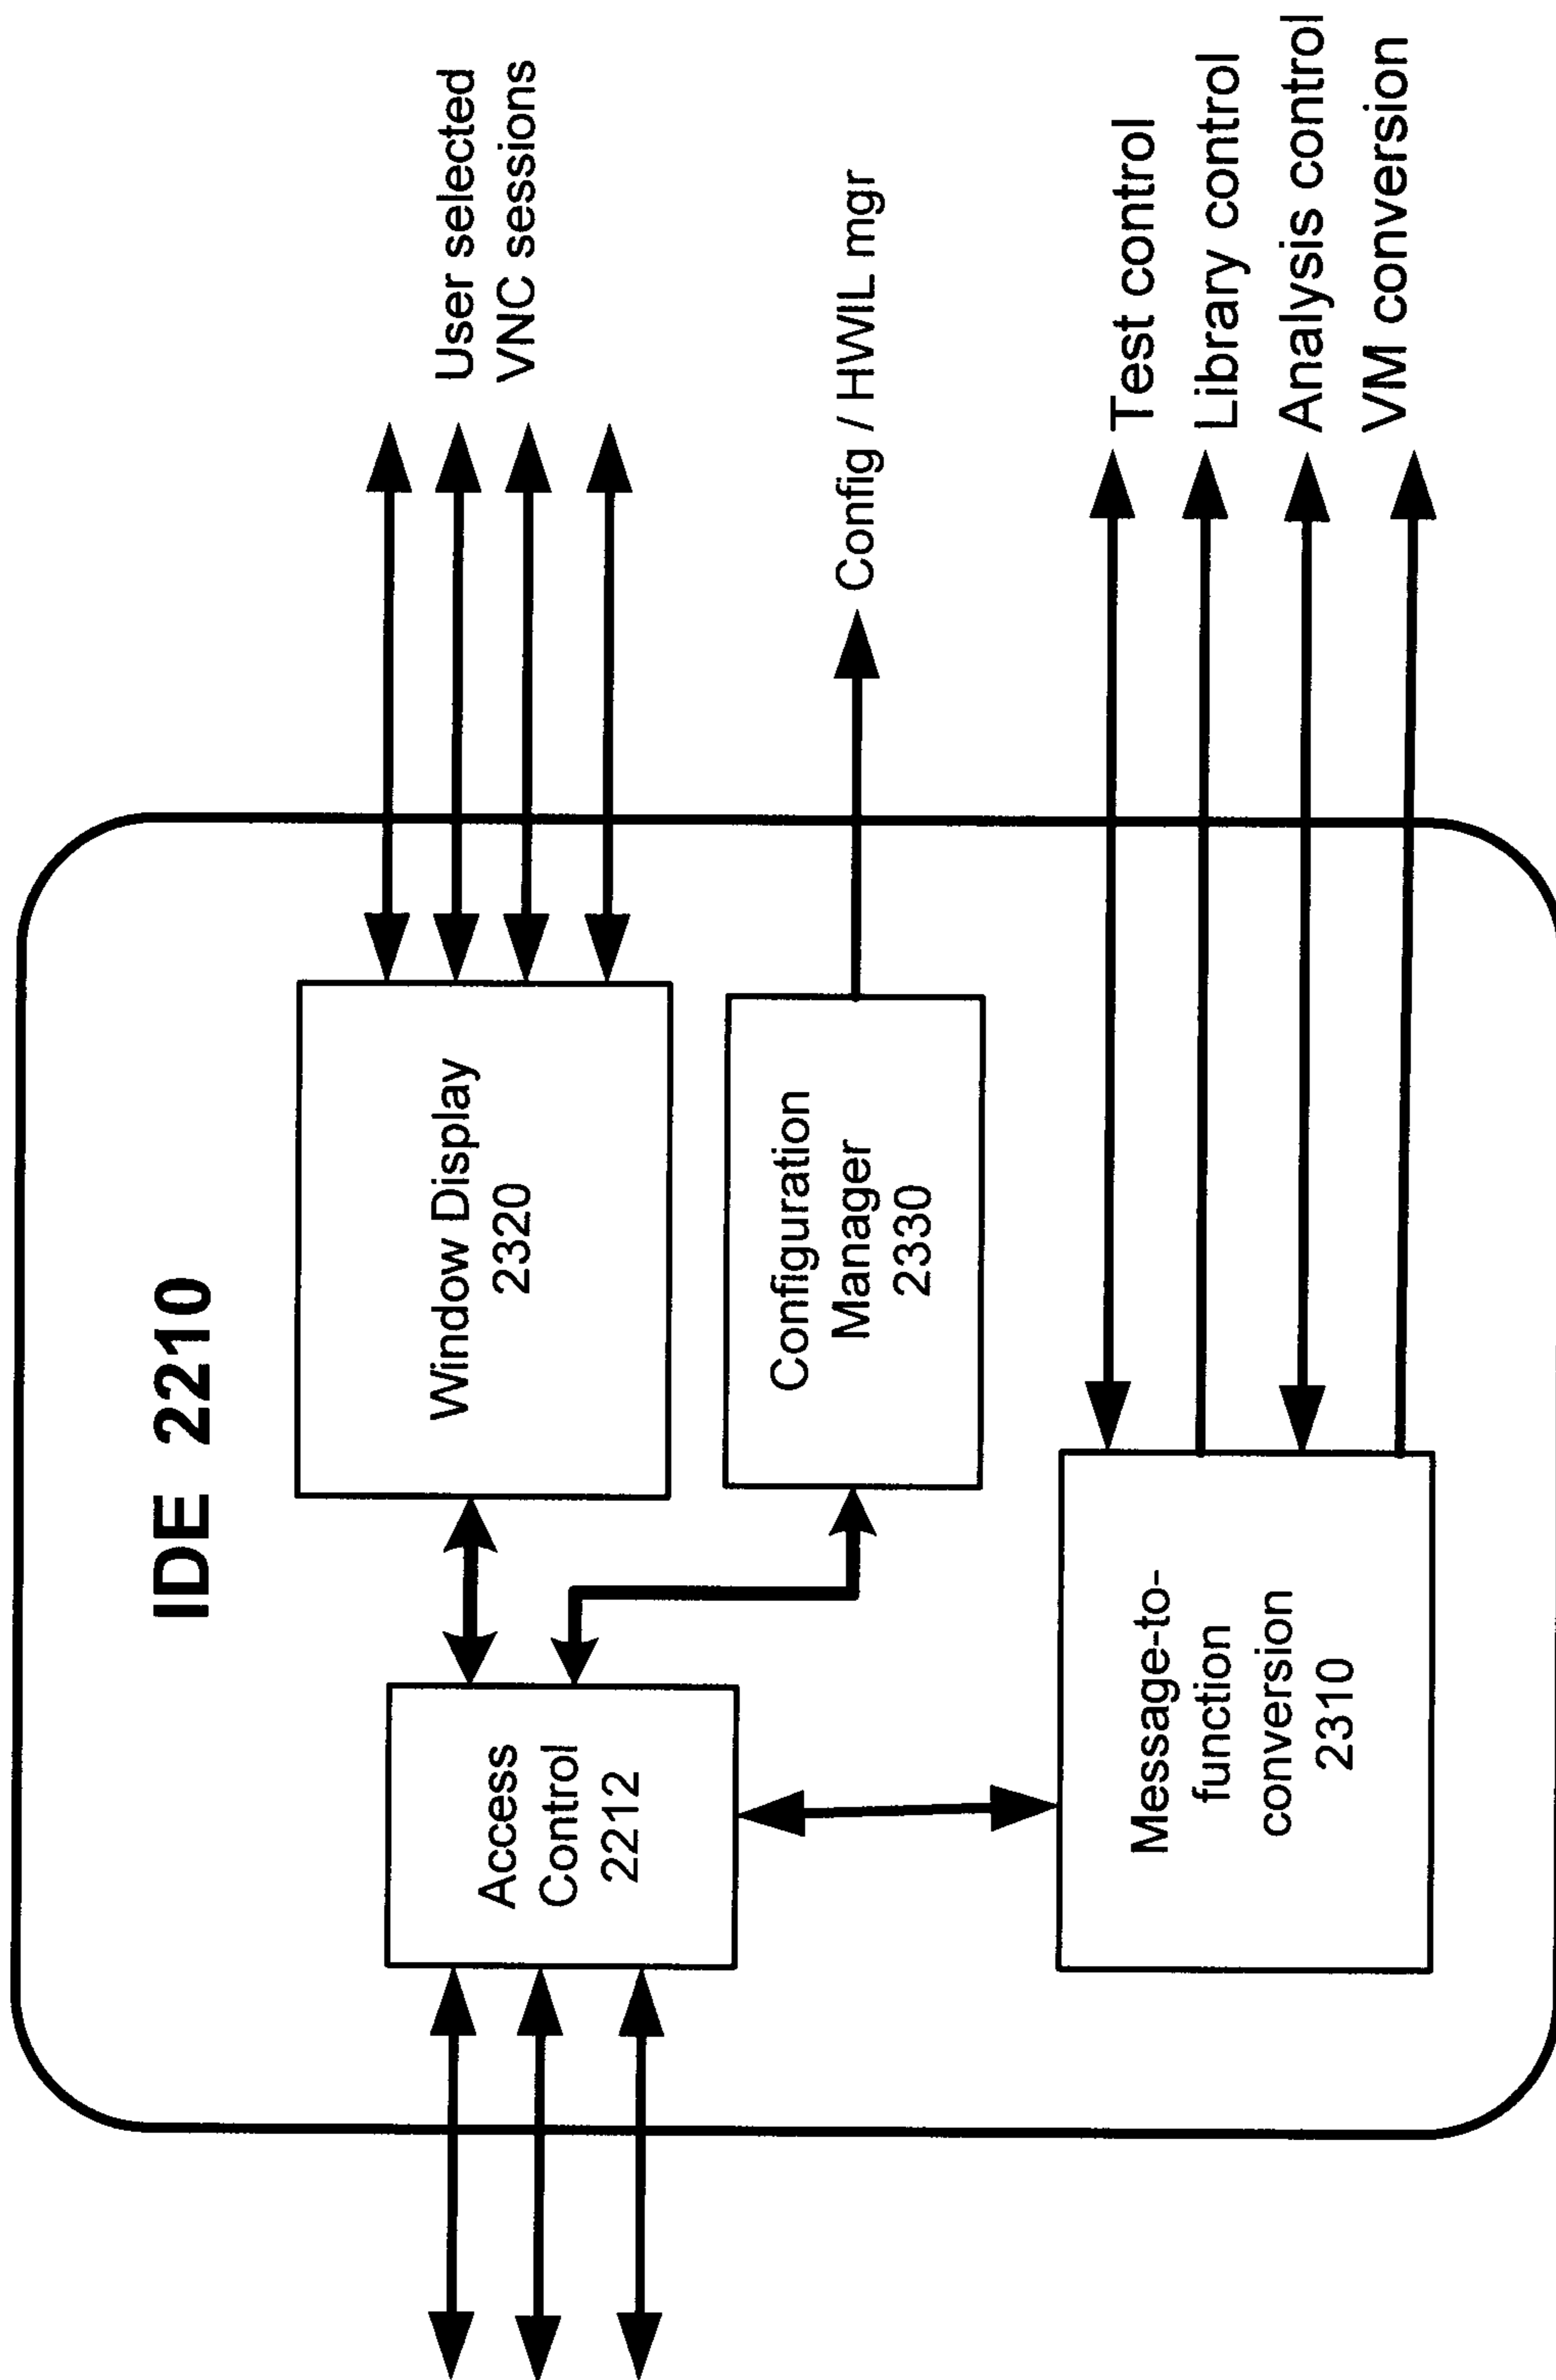 IDE 2210
Access
Control
2212
Window Display
2320
User selected
VNC sessions
Configuration
Manager
2330
Config / HWIL mgr
Message-to-
function
conversion
2310
Test control
Library control
Analysis control
VM conversion